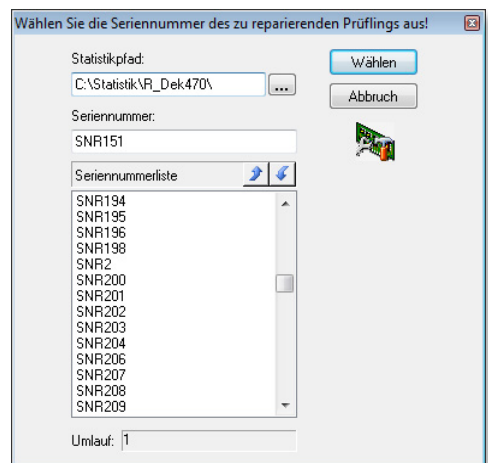 Wählen Sie die Seriennummer des zu reparierenden Prüflings aus!
Statistikpfad:
C:\Statistik\R_Dek470\
...
Wählen
Abbruch
Seriennummer:
SNR151
Seriennummerliste
SNR194
SNR195
SNR196
SNR198
SNR2
SNR200
SNR201
SNR202
SNR203
SNR204
SNR206
SNR207
SNR208
SNR209
Umlauf: 1